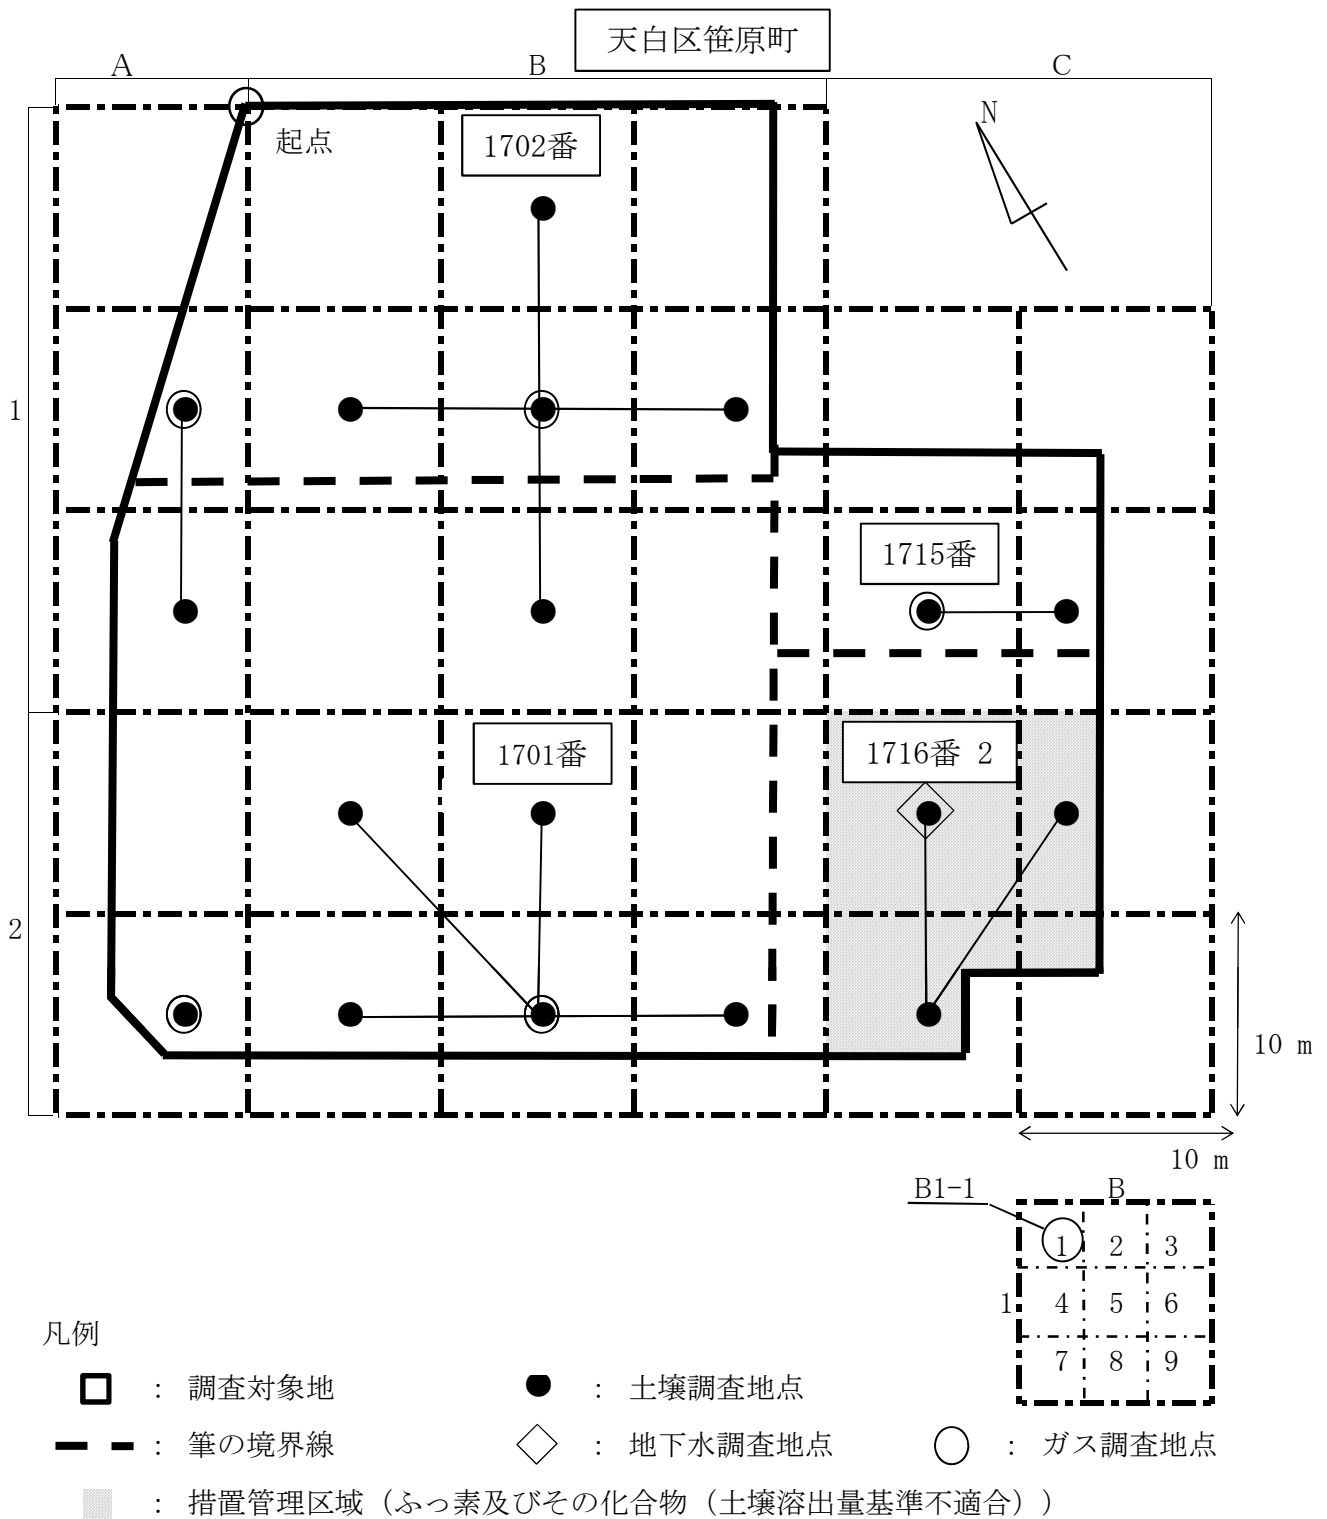 天白区笹原町
A
B
C
起点
1702番
N
1
1715番
1701番
1716番 2
2
10 m
10 m
B1-1
B
1 2 3
1
4 5 6
7 8 9
凡例
： 調査対象地
： 土壌調査地点
： 筆の境界線
： 地下水調査地点
： ガス調査地点
： 措置管理区域（ふっ素及びその化合物（土壌溶出量基準不適合））